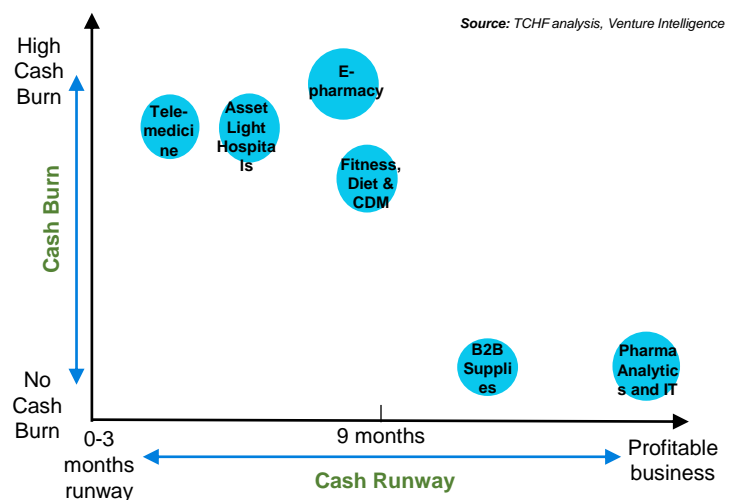 Source: TCHF analysis, Venture Intelligence
High
Cash
Burn
E-
pharmacy
Tele-
medici
ne
Asset
Light
Hospita
ls
Fitness,
Diet &
CDM
Cash Burn
B2B
Suppli
es
Pharma
Analytic
s and IT
No
Cash
Burn
0-3
months
runway
9 months
Profitable
business
Cash Runway